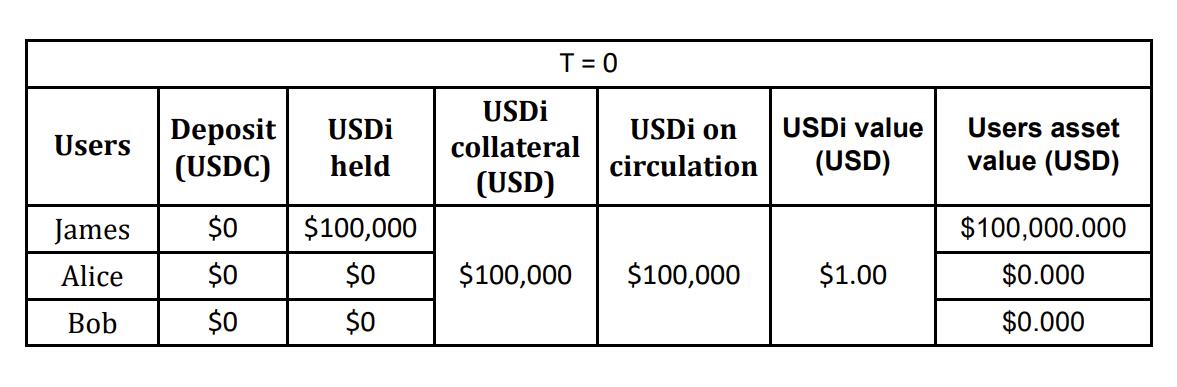 T = 0
Users
Deposit
(USDC)
USDi
held
USDi
collateral
(USD)
USDi on
circulation
USDi value
(USD)
Users asset
value (USD)
James $0 $100,000 $100,000.000
Alice $0 $0 $100,000 $100,000 $1.00 $0.000
Bob $0 $0 $0.000